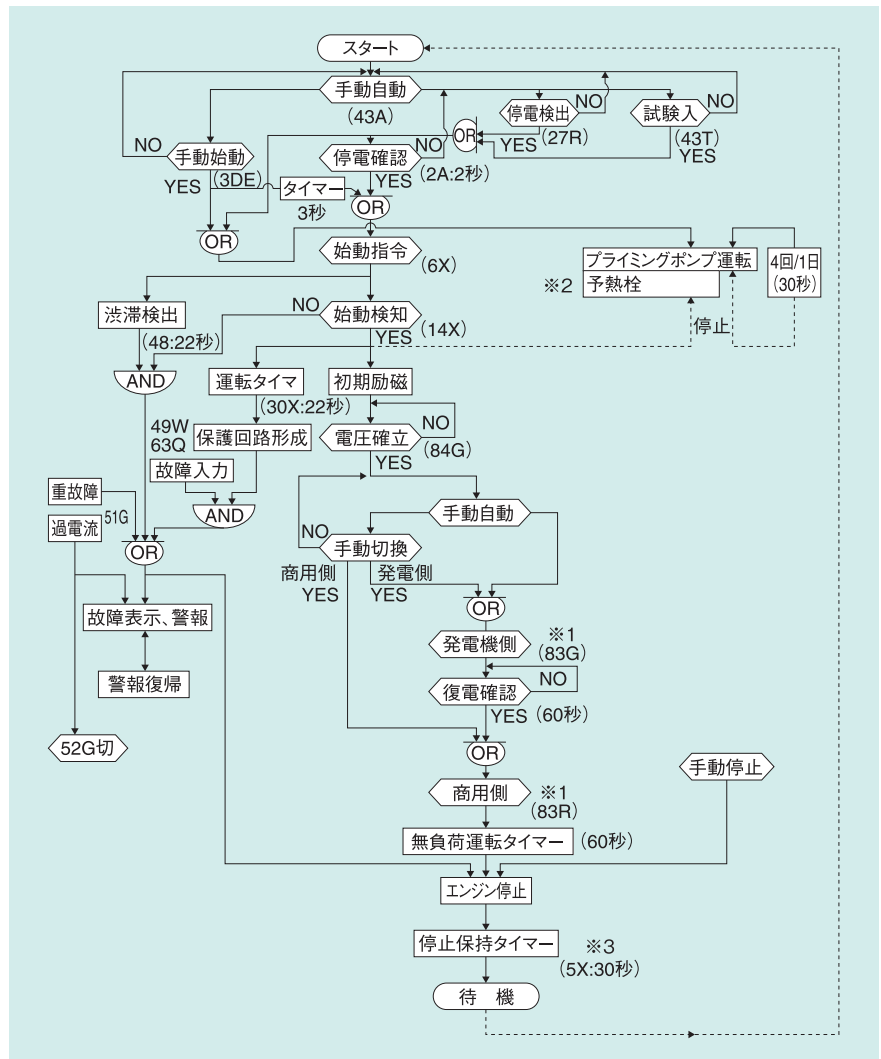 スタート
手動自動
(43A)
停電検出
NO
(27R)
YES
試験入
NO
(43T)
YES
OR
NO
手動始動
(3DE)
YES
停電確認
NO
(2A:2秒)
YES
タイマー
3秒
OR
OR
始動指令
(6X)
プライミングポンプ運転
※2
予熱栓
4回/1日
(30秒)
停止
渋滞検出
(48:22秒)
NO
始動検知
(14X)
YES
AND
運転タイマ
(30X:22秒)
初期励磁
49W
63Q
保護回路形成
電圧確立
NO
(84G)
YES
故障入力
AND
重故障
過電流
51G
OR
手動自動
NO
手動切換
商用側
YES
発電側
YES
OR
故障表示、警報
警報復帰
発電機側
※1
(83G)
復電確認
NO
YES
(60秒)
52G切
OR
手動停止
商用側
※1
(83R)
無負荷運転タイマー
(60秒)
エンジン停止
停止保持タイマー
※3
(5X:30秒)
待 機